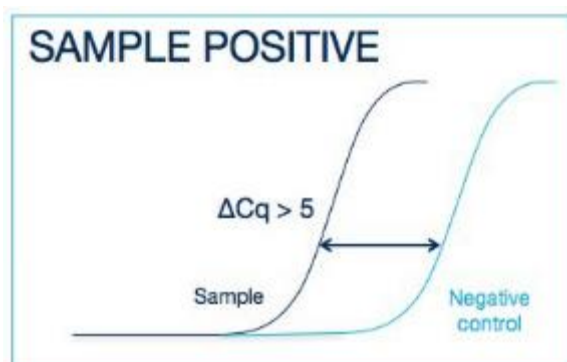 SAMPLE POSITIVE
ΔCq > 5
Sample
Negative
control